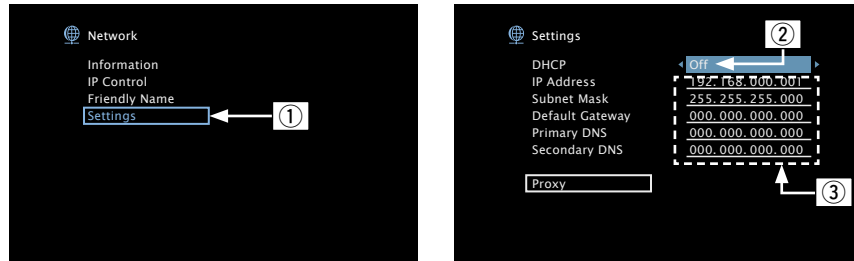 Network
Information
IP Control
Friendly Name
Settings
1
Settings
2
DHCP Off
IP Address 192.168.000.001
Subnet Mask 255.255.255.000
Default Gateway 000.000.000.000
Primary DNS 000.000.000.000
Secondary DNS 000.000.000.000
Proxy
3